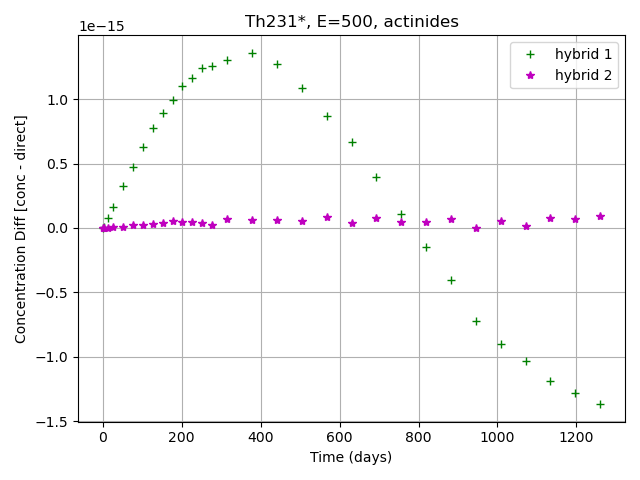 Th231*, E=500, actinides
1e−15
hybrid 1
hybrid 2
1.0
0.5
0.0
−0.5
−1.0
−1.5
Concentration Diff [conc - direct]
0 200 400 600 800 1000 1200
Time (days)